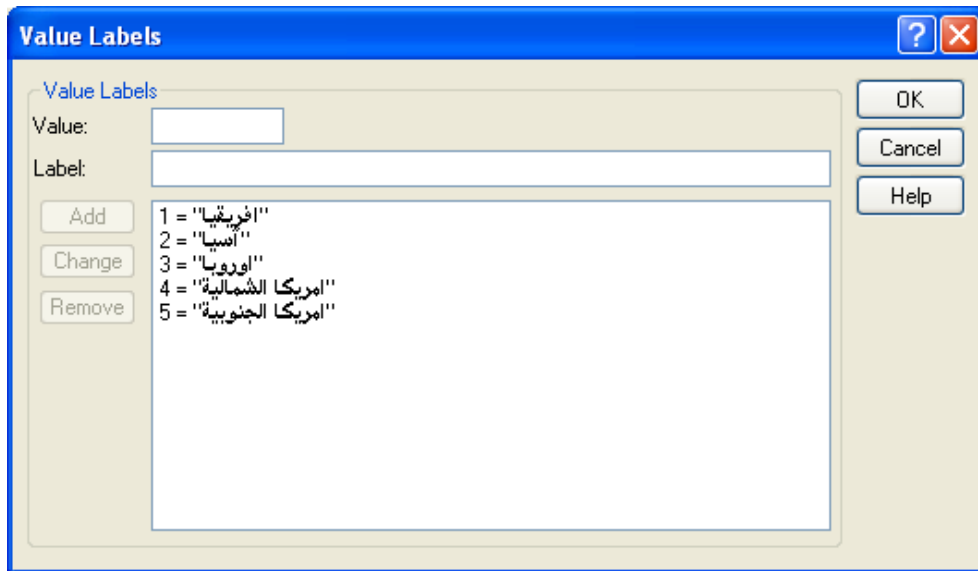 Value Labels
Value Labels
Value:
Label:
Add
Change
Remove
1 = "افريقيا"
2 = "آسيا"
3 = "اوروبا"
4 = "امريكا الشمالية"
5 = "امريكا الجنوبية"
OK
Cancel
Help